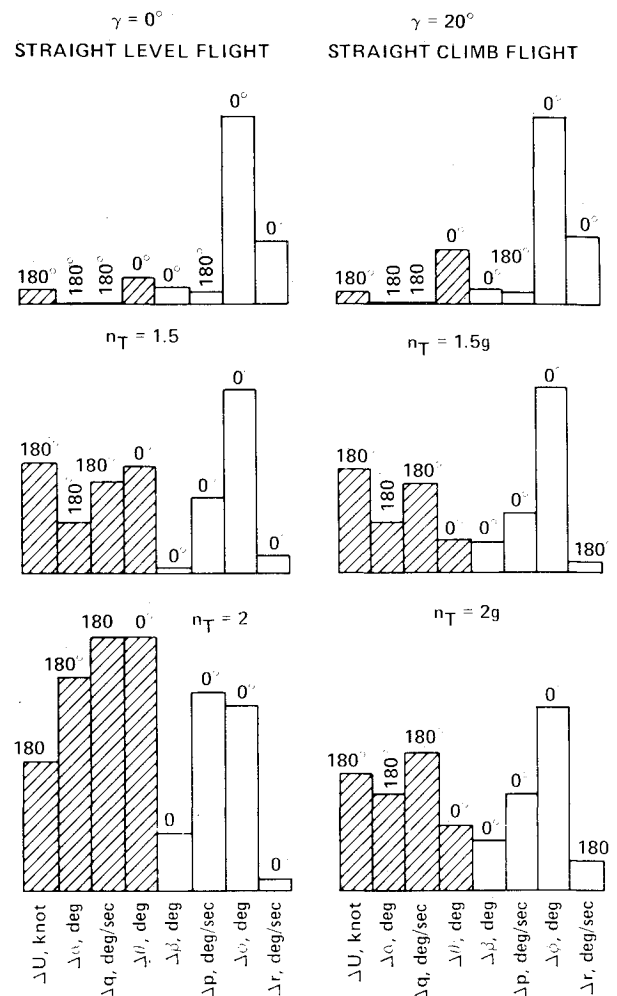 γ = 0° γ = 20°
STRAIGHT LEVEL FLIGHT STRAIGHT CLIMB FLIGHT
0° 0°
180° 180° 180° 0° 0° 180° 0° 180° 180 180 0° 0° 180° 0°
n_T = 1.5 n_T = 1.5g
180° 180° 180° 0° 0° 0° 0° 0° 180° 180 180° 0° 0° 0° 0° 180°
n_T = 2 n_T = 2g
180 180° 180 0° 0 0° 0° 0 180° 180° 180° 0° 0° 0° 0 180
ΔU, knot Δα, deg Δq, deg/sec Δθ, deg Δβ, deg Δp, deg/sec Δφ, deg Δr, deg/sec ΔU, knot Δα, deg Δq, deg/sec Δθ, deg Δβ, deg Δp, deg/sec Δφ, deg Δr, deg/sec